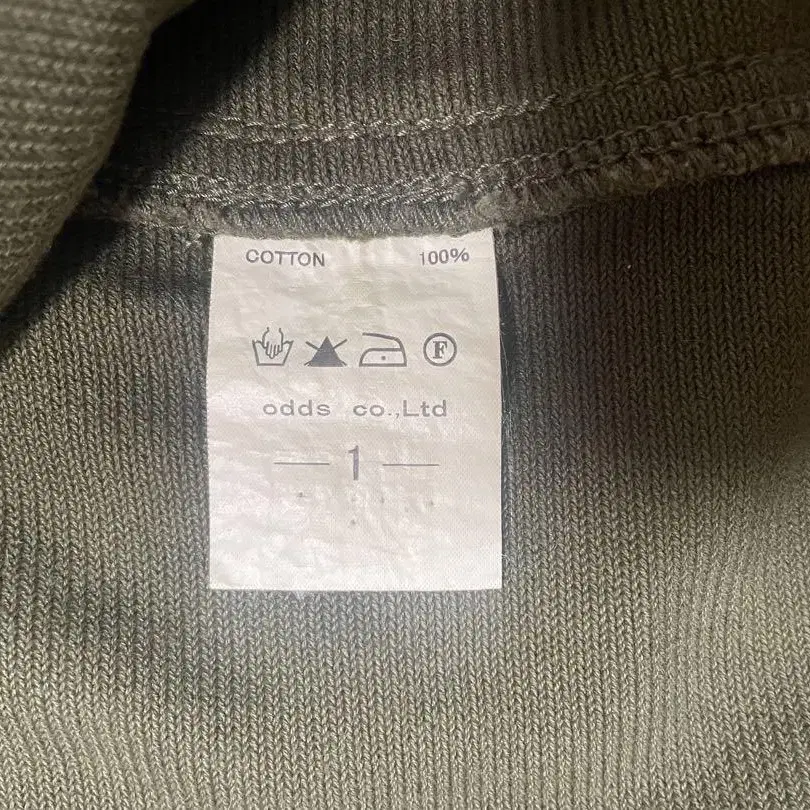 COTTON 100%
F
odds co.,Ltd
— 1 —